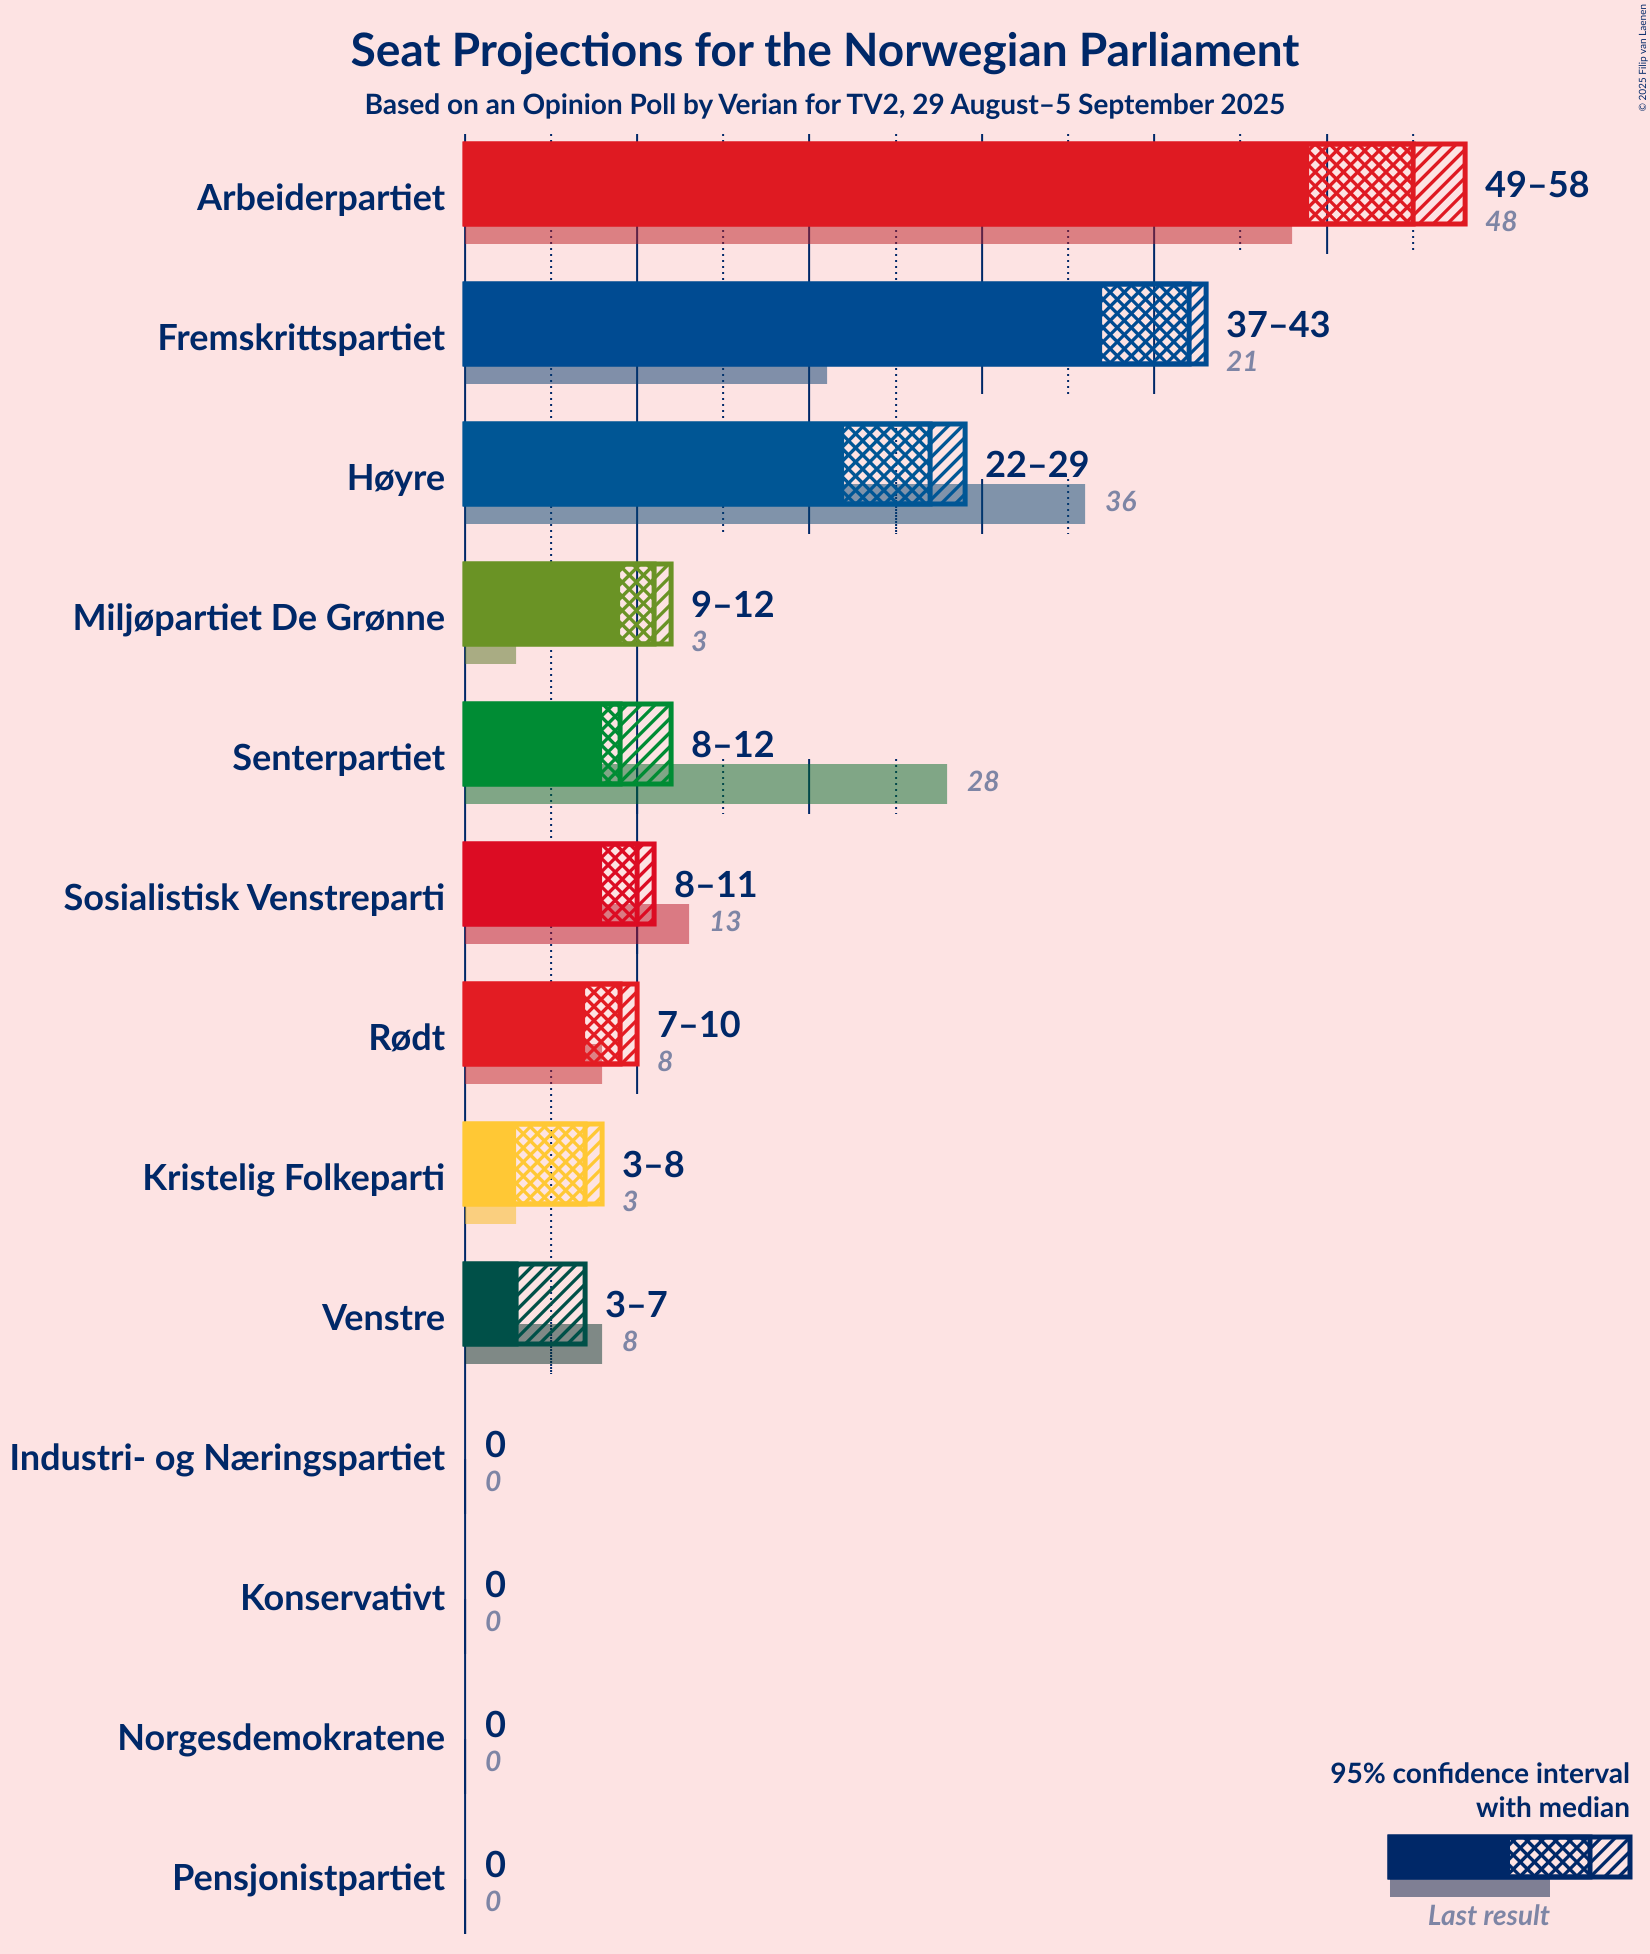 Seat Projections for the Norwegian Parliament
Based on an Opinion Poll by Verian for TV2, 29 August–5 September 2025
© 2025 Filip van Laenen
Arbeiderpartiet
49–58
48
Fremskrittspartiet
37–43
21
Høyre
22–29
36
Miljøpartiet De Grønne
9–12
3
Senterpartiet
8–12
28
Sosialistisk Venstreparti
8–11
13
Rødt
7–10
8
Kristelig Folkeparti
3–8
3
Venstre
3–7
8
Industri- og Næringspartiet
0
0
Konservativt
0
0
Norgesdemokratene
0
0
Pensjonistpartiet
0
0
95% confidence interval
with median
Last result